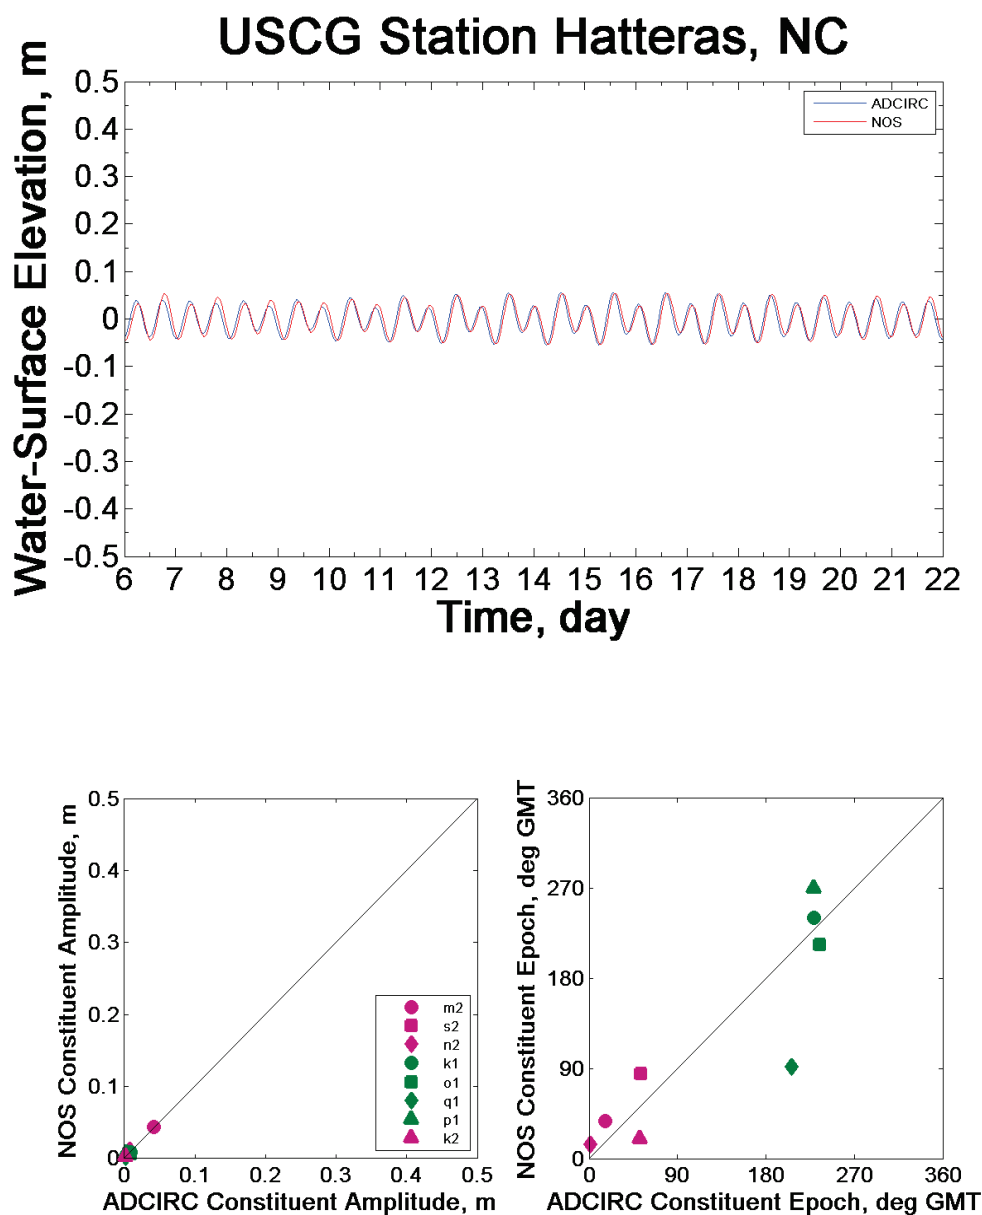 USCG Station Hatteras, NC
Water-Surface Elevation, m
0.5
0.4
0.3
0.2
0.1
0
-0.1
-0.2
-0.3
-0.4
-0.5
ADCIRC
NOS
6 7 8 9 10 11 12 13 14 15 16 17 18 19 20 21 22
Time, day
NOS Constituent Amplitude, m
0.5
0.4
0.3
0.2
0.1
0
m2
s2
n2
k1
o1
q1
p1
k2
0 0.1 0.2 0.3 0.4 0.5
ADCIRC Constituent Amplitude, m
NOS Constituent Epoch, deg GMT
360
270
180
90
0
0 90 180 270 360
ADCIRC Constituent Epoch, deg GMT